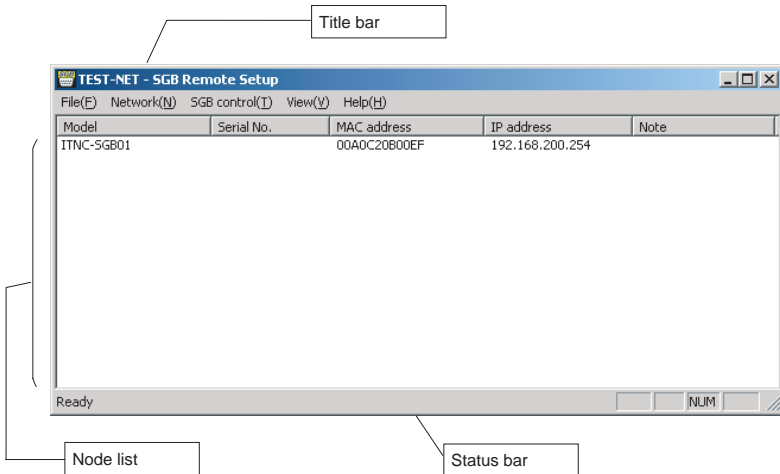 Title bar
TEST-NET - SGB Remote Setup
File(F) Network(N) SGB control(T) View(V) Help(H)
Model Serial No. MAC address IP address Note
ITNC-SGB01 00A0C20B00EF 192.168.200.254
Ready NUM
Node list Status bar